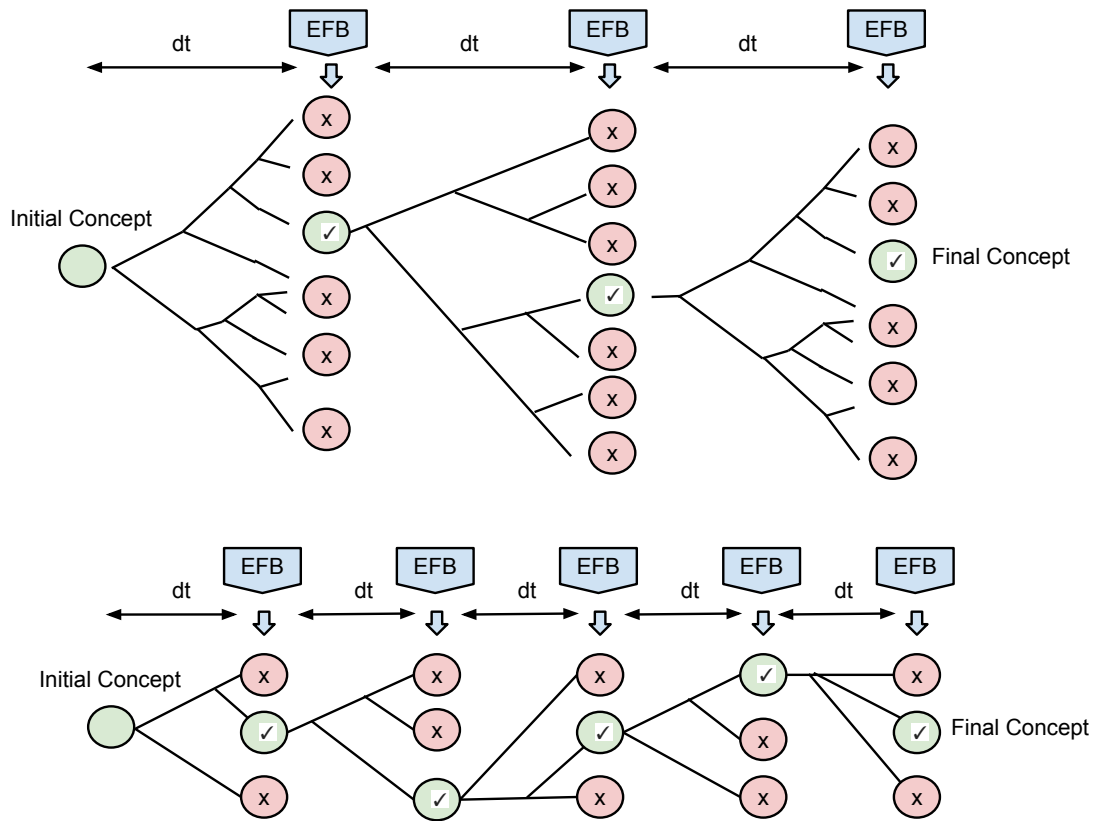 EFB EFB EFB
dt dt dt
x x x
x x x
Initial Concept
✓ x ✓ Final Concept
x ✓ x
x x x
x
x x x
EFB EFB EFB EFB EFB
dt dt dt dt dt
Initial Concept
x x x ✓ x
✓ x ✓ x ✓ Final Concept
x ✓ x x x